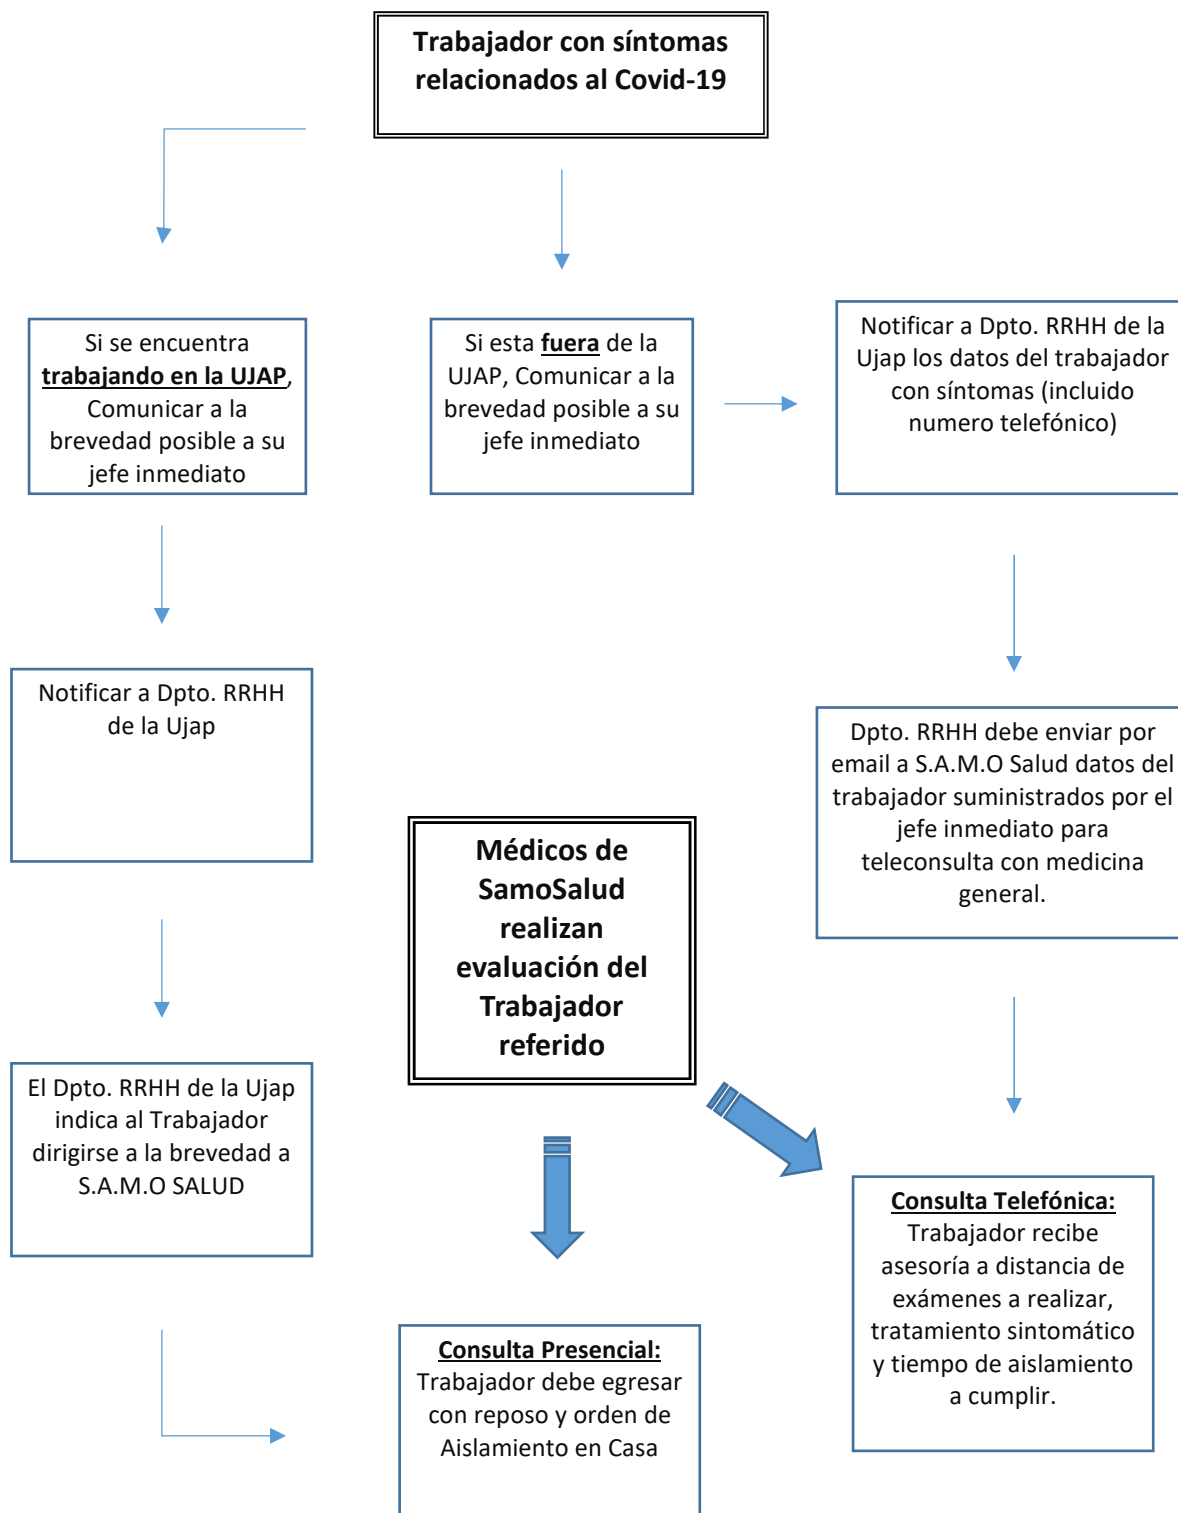 Trabajador con síntomas
relacionados al Covid-19
Si se encuentra
trabajando en la UJAP,
Comunicar a la
brevedad posible a su
jefe inmediato
Si esta fuera de la
UJAP, Comunicar a la
brevedad posible a su
jefe inmediato
Notificar a Dpto. RRHH de la
Ujap los datos del trabajador
con síntomas (incluido
numero telefónico)
Notificar a Dpto. RRHH
de la Ujap
Dpto. RRHH debe enviar por
email a S.A.M.O Salud datos del
trabajador suministrados por el
jefe inmediato para
teleconsulta con medicina
general.
Médicos de
SamoSalud
realizan
evaluación del
Trabajador
referido
El Dpto. RRHH de la Ujap
indica al Trabajador
dirigirse a la brevedad a
S.A.M.O SALUD
Consulta Telefónica:
Trabajador recibe
asesoría a distancia de
exámenes a realizar,
tratamiento sintomático
y tiempo de aislamiento
a cumplir.
Consulta Presencial:
Trabajador debe egresar
con reposo y orden de
Aislamiento en Casa